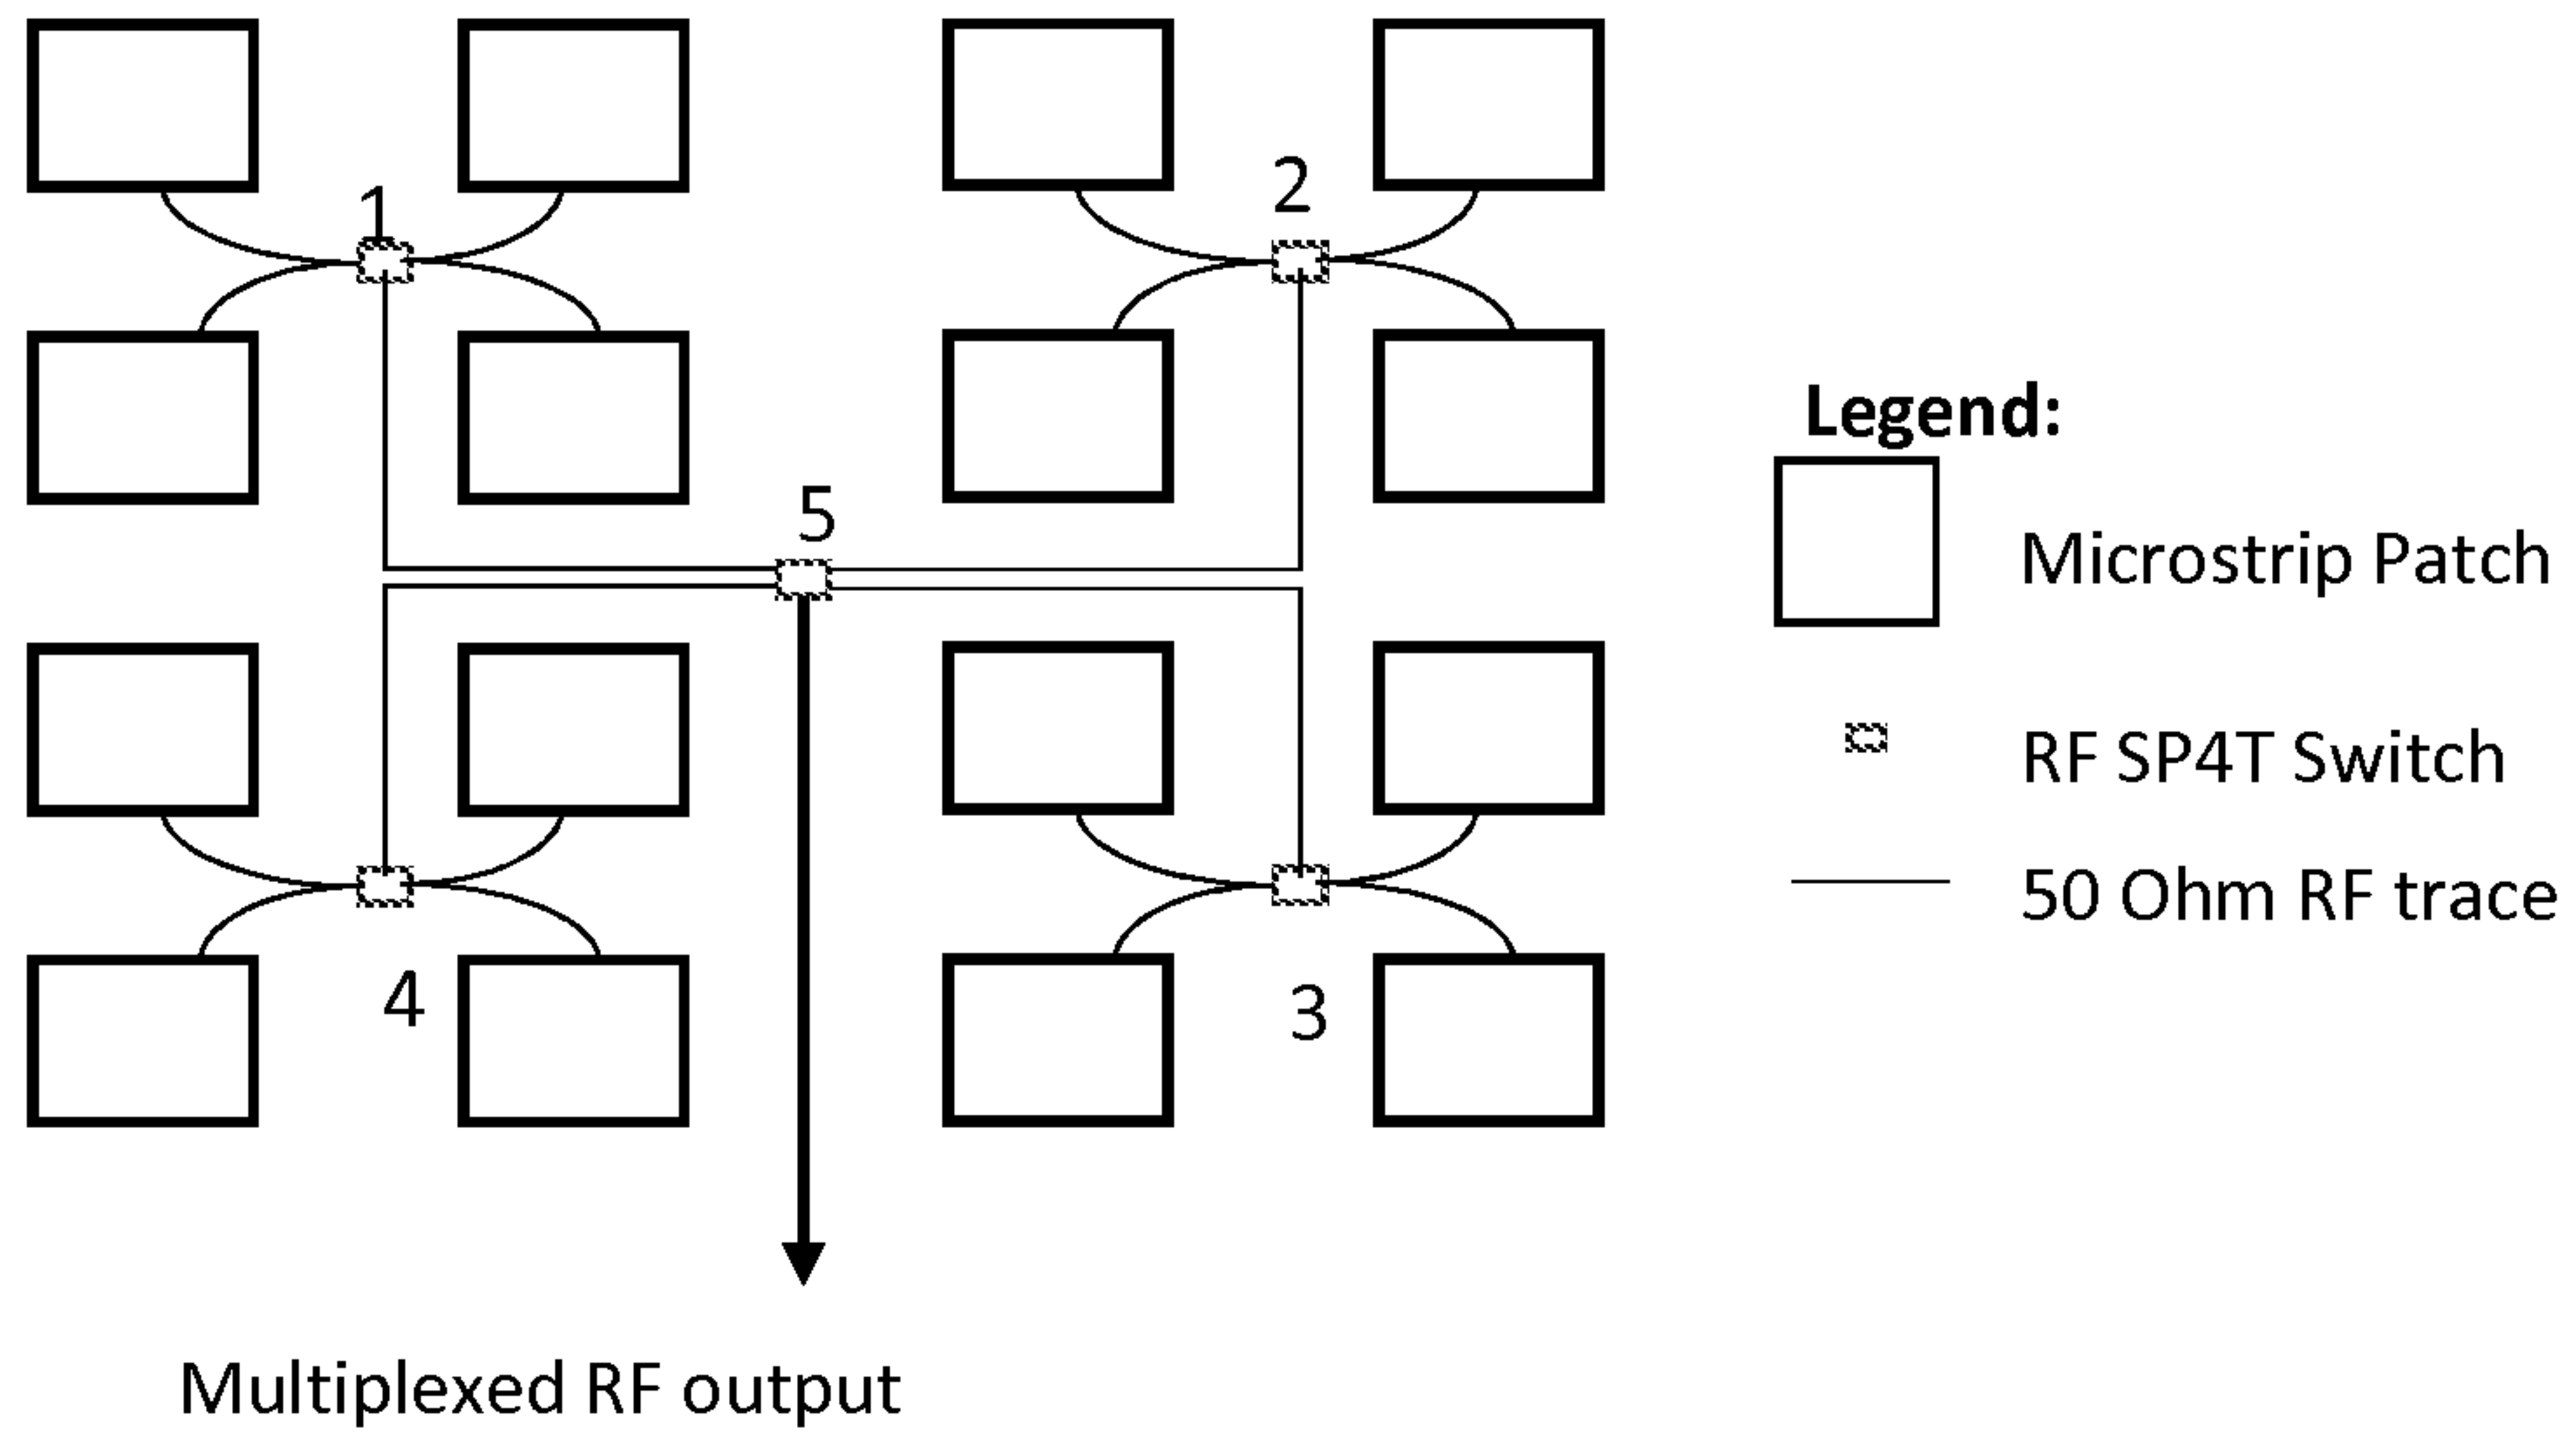 1
2
5
4
3
Legend:
Microstrip Patch
RF SP4T Switch
50 Ohm RF trace
Multiplexed RF output